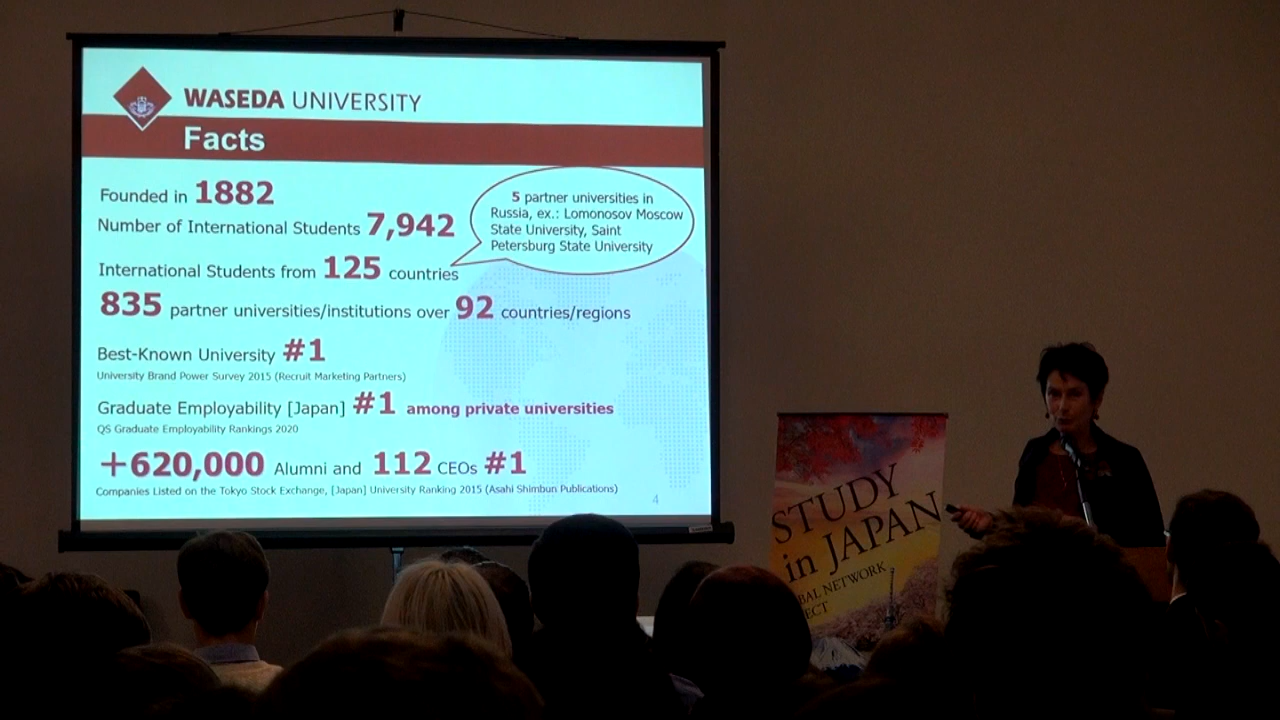 WASEDA UNIVERSITY
Facts
Founded in 1882
Number of International Students 7,942
5 partner universities in
Russia, ex.: Lomonosov Moscow
State University, Saint
Petersburg State University
International Students from 125 countries
835 partner universities/institutions over 92 countries/regions
Best-Known University #1
University Brand Power Survey 2015 (Recruit Marketing Partners)
Graduate Employability [Japan] #1 among private universities
QS Graduate Employability Rankings 2020
+620,000 Alumni and 112 CEOs #1
Companies Listed on the Tokyo Stock Exchange, [Japan] University Ranking 2015 (Asahi Shimbun Publications)
4
STUDY
in JAPAN
BAL NETWORK
ECT